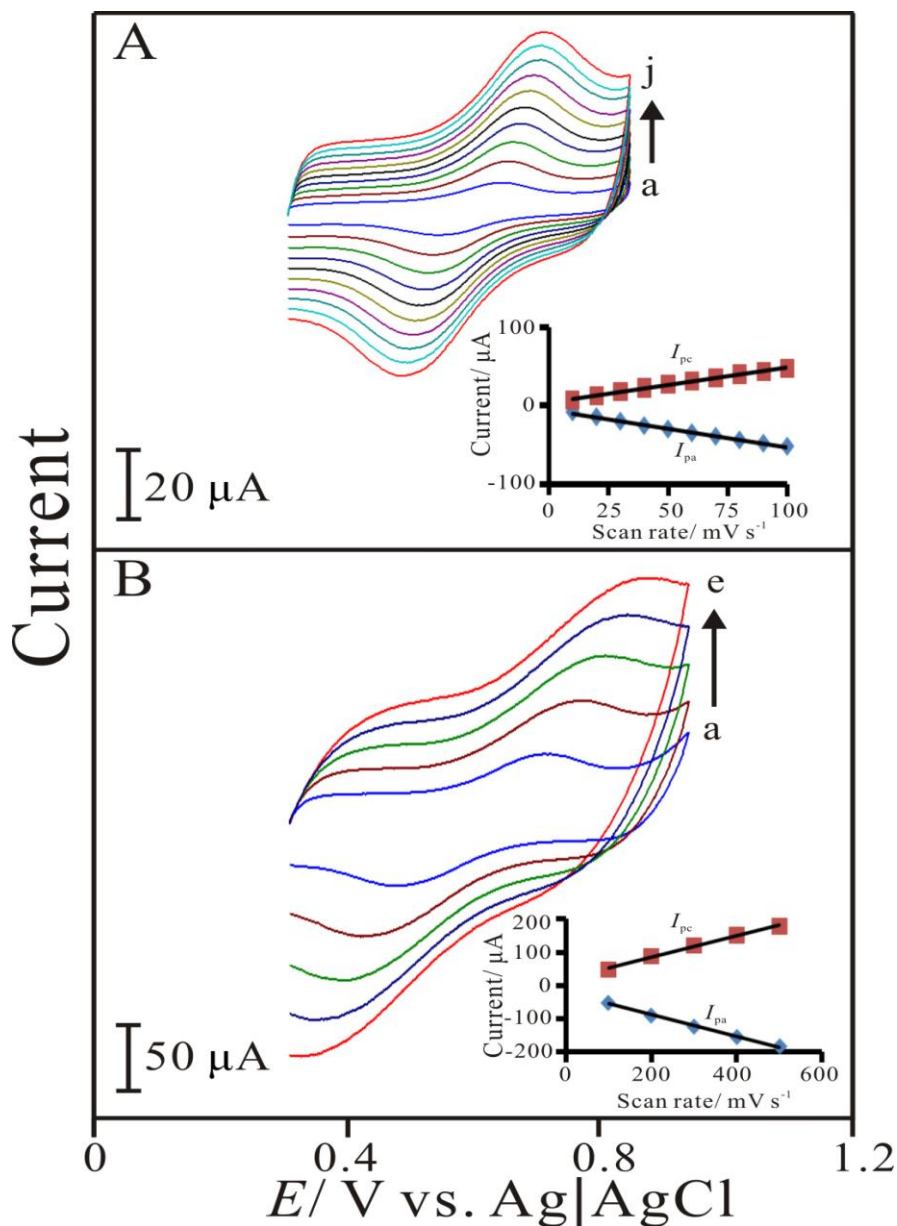 A
j
a
20 μA
100
0
-100
Current/ μA
I pc
I pa
0 25 50 75 100
Scan rate/ mV s-1
Current
B
e
a
50 μA
200
100
0
-100
-200
Current/ μA
I pc
I pa
0 200 400 600
Scan rate/ mV s-1
0 0.4 0.8 1.2
E/ V vs. Ag|AgCl